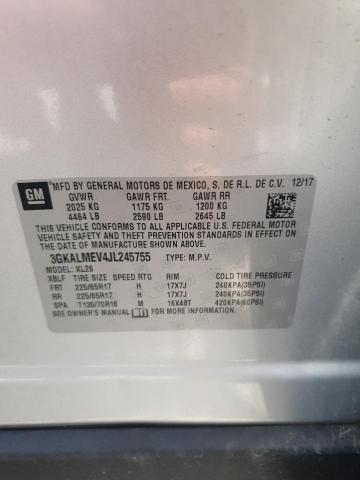 GM MFD BY GENERAL MOTORS DE MEXICO, S. DE R.L. DE C.V. 12/17
GVWR GAWR FRT GAWR RR
2025 KG 1175 KG 1200 KG
4464 LB 2590 LB 2645 LB
THIS VEHICLE CONFORMS TO ALL APPLICABLE U.S. FEDERAL MOTOR
VEHICLE SAFETY, BUMPER, AND THEFT PREVENTION STANDARDS
IN EFFECT ON THE DATE OF MANUFACTURE SHOWN ABOVE.
3GKALMEV4JL245755 TYPE: M.P.V.
MODEL: XL26
XBLF TIRE SIZE SPEED RTG RIM COLD TIRE PRESSURE
FRT 225/65R17 H 17X7J 240KPA(35PSI)
RR 225/65R17 H 17X7J 240KPA(35PSI)
SPA T135/70R16 M 16X4BT 420KPA(60PSI)
SEE OWNER'S MANUAL FOR MORE INFORMATION.